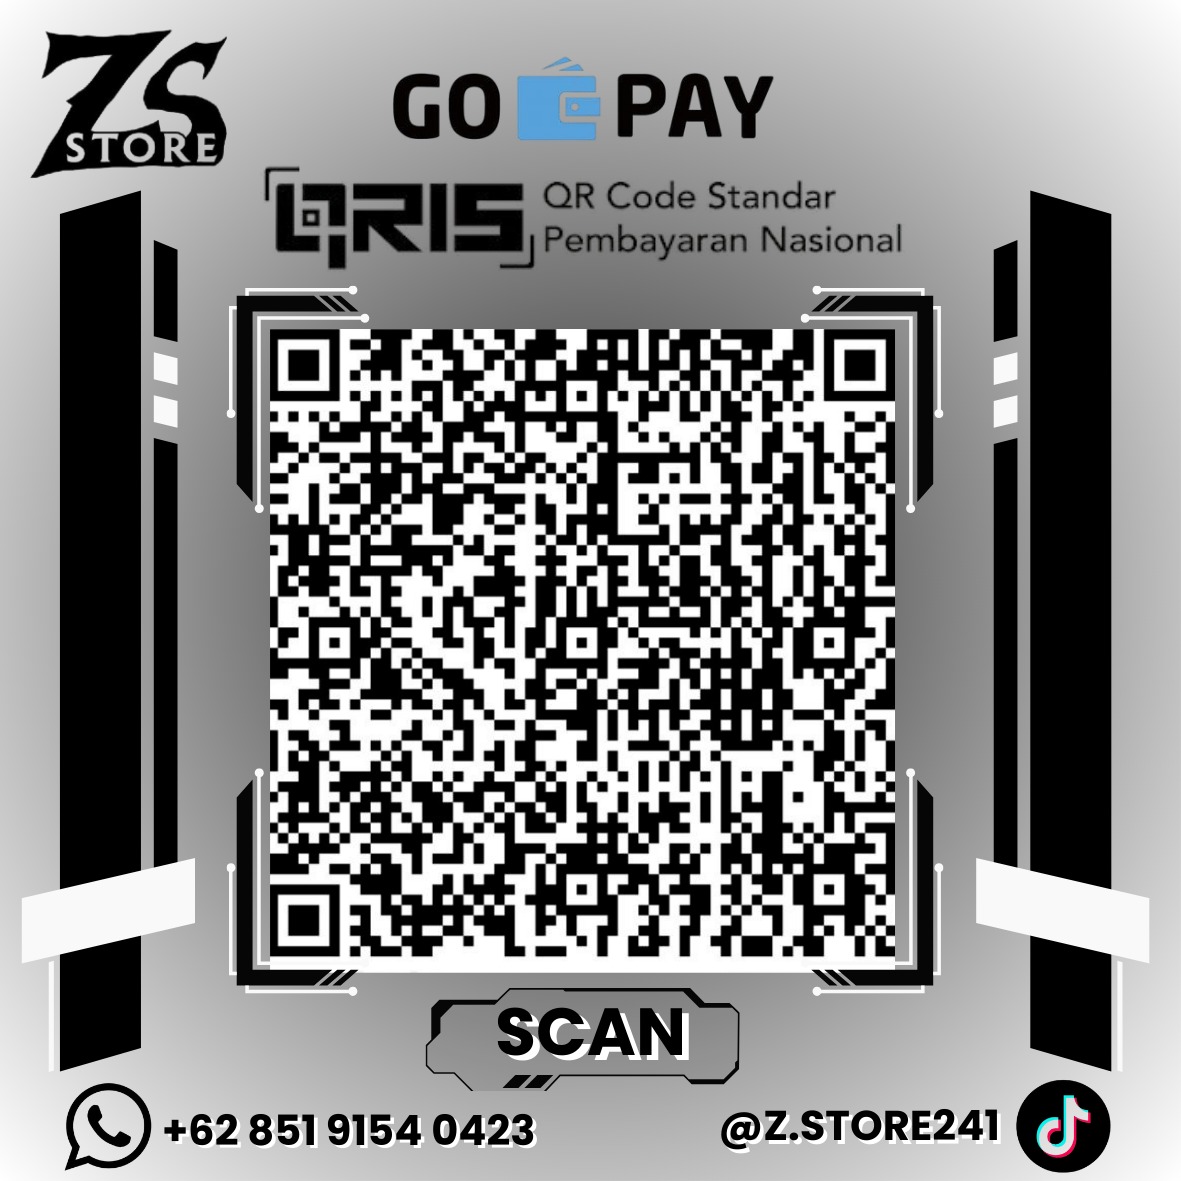 ZS
STORE
GO PAY
QRIS QR Code Standar
Pembayaran Nasional
SCAN
+62 851 9154 0423
@Z.STORE241